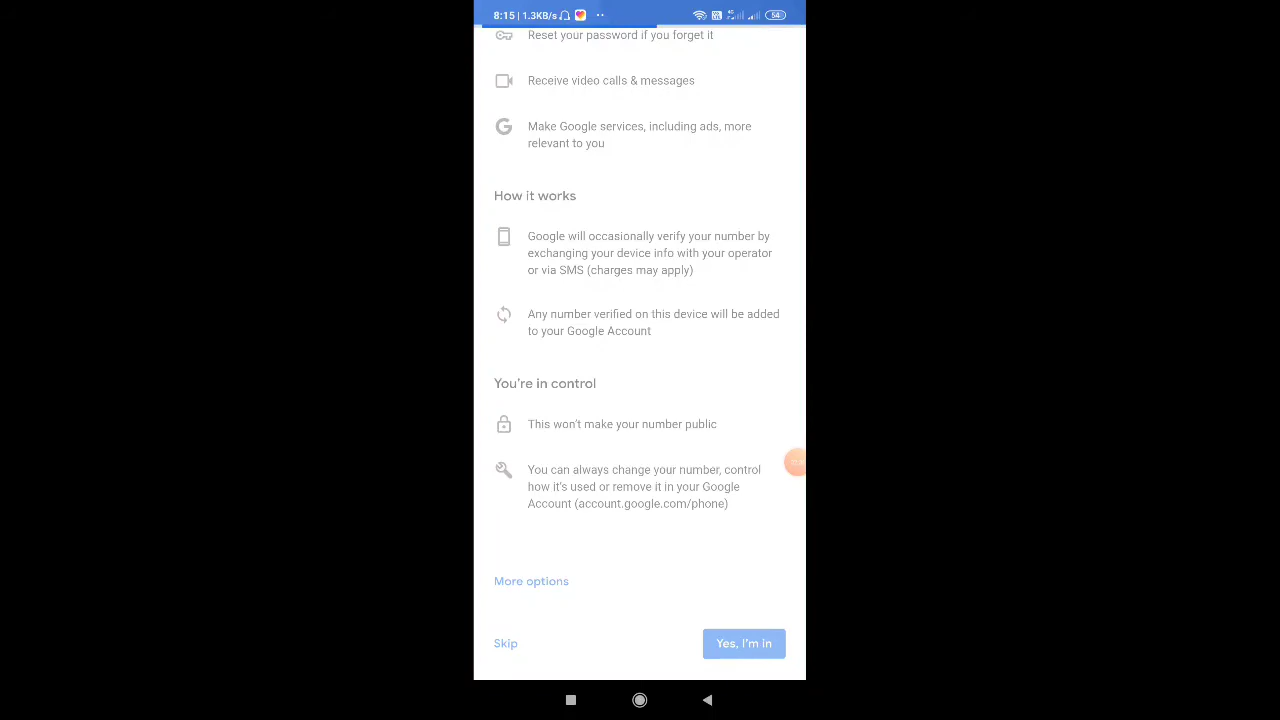 8:15 | 1.3KB/s
4G
54
Reset your password if you forget it
Receive video calls & messages
Make Google services, including ads, more
relevant to you
How it works
Google will occasionally verify your number by
exchanging your device info with your operator
or via SMS (charges may apply)
Any number verified on this device will be added
to your Google Account
You're in control
This won't make your number public
You can always change your number, control
how it's used or remove it in your Google
Account (account.google.com/phone)
More options
Skip
Yes, I'm in